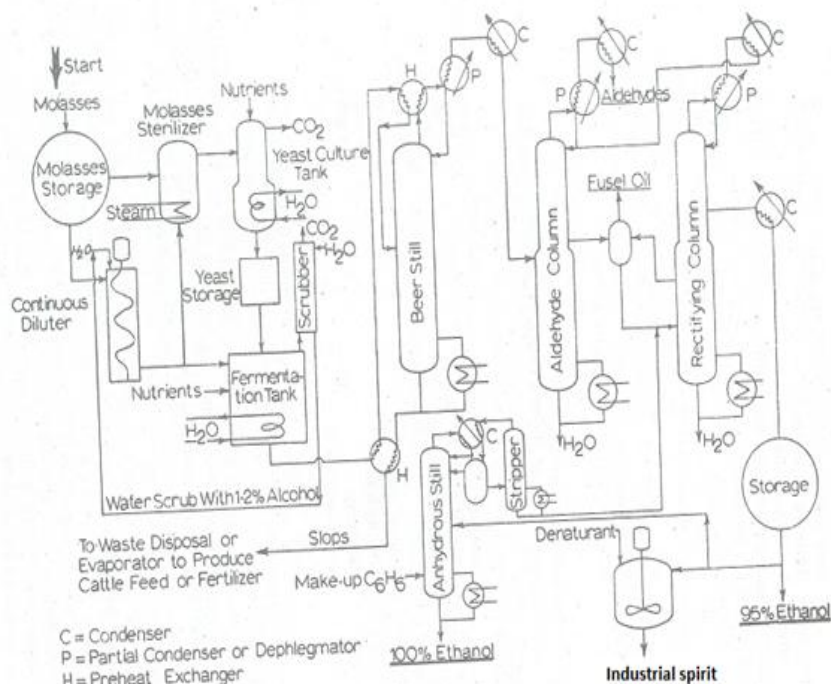 Start
Molasses
Molasses
Storage
Molasses
Sterilizer
Steam
Nutrients
CO2
Yeast Culture
Tank
H2O
CO2
H2O
Scrubber
Yeast
Storage
H2O
Continuous
Diluter
Nutrients
Fermenta-
tion Tank
H2O
Water Scrub With 1-2% Alcohol
H
P
C
Beer Still
H
Slops
To Waste Disposal or
Evaporator to Produce
Cattle Feed or Fertilizer
C
P
Aldehydes
Aldehyde Column
H2O
Fusel Oil
C
P
Rectifying Column
C
H2O
Storage
C
Stripper
Anhydrous Still
Make-up C6H6
100% Ethanol
Denaturant
95% Ethanol
Industrial spirit
C = Condenser
P = Partial Condenser or Dephlegmator
H = Preheat Exchanger